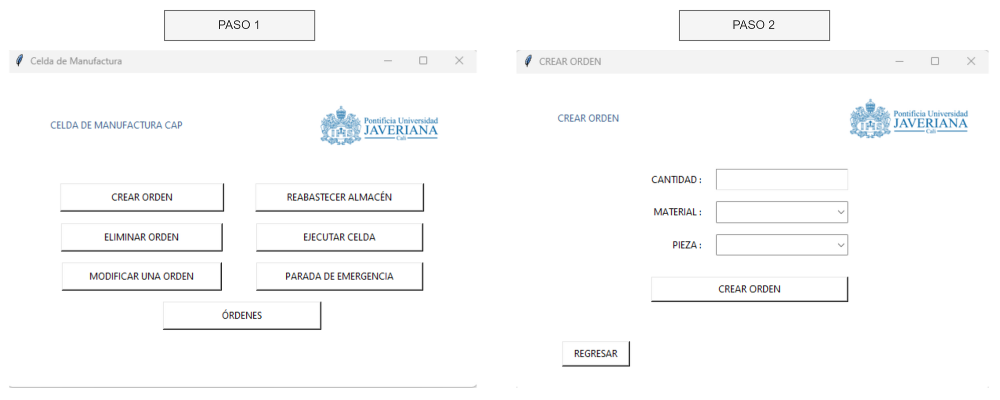 PASO 1
Celda de Manufactura
CELDA DE MANUFACTURA CAP
Pontificia Universidad
JAVERIANA
Cali
CREAR ORDEN
REABASTECER ALMACÉN
ELIMINAR ORDEN
EJECUTAR CELDA
MODIFICAR UNA ORDEN
PARADA DE EMERGENCIA
ÓRDENES
PASO 2
CREAR ORDEN
CREAR ORDEN
Pontificia Universidad
JAVERIANA
Cali
CANTIDAD :
MATERIAL :
PIEZA :
CREAR ORDEN
REGRESAR